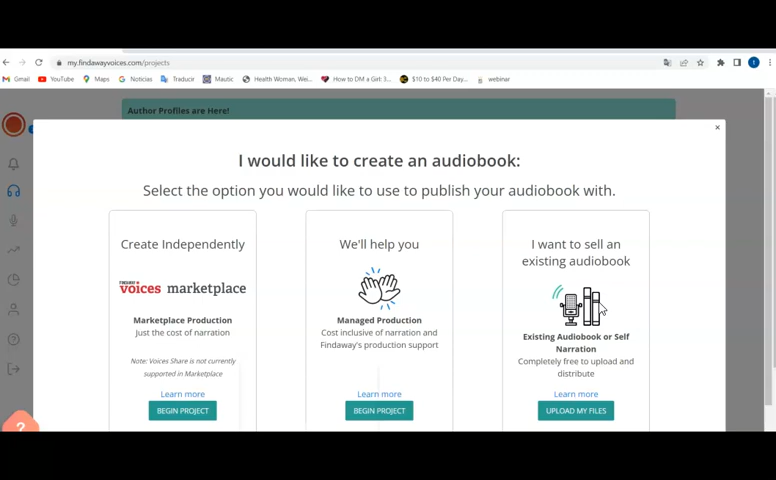 my.findawayvoices.com/projects
Gmail YouTube Maps Noticias Traducir Mautic Health Woman, Wei... How to DM a Girl: 3... $10 to $40 Per Day... webinar
Author Profiles are Here!
×
I would like to create an audiobook:
Select the option you would like to use to publish your audiobook with.
Create Independently
voices marketplace
Marketplace Production
Just the cost of narration
Note: Voices Share is not currently
supported in Marketplace
Learn more
BEGIN PROJECT
We'll help you
Managed Production
Cost inclusive of narration and
Findaway's production support
Learn more
BEGIN PROJECT
I want to sell an
existing audiobook
Existing Audiobook or Self
Narration
Completely free to upload and
distribute
Learn more
UPLOAD MY FILES
?